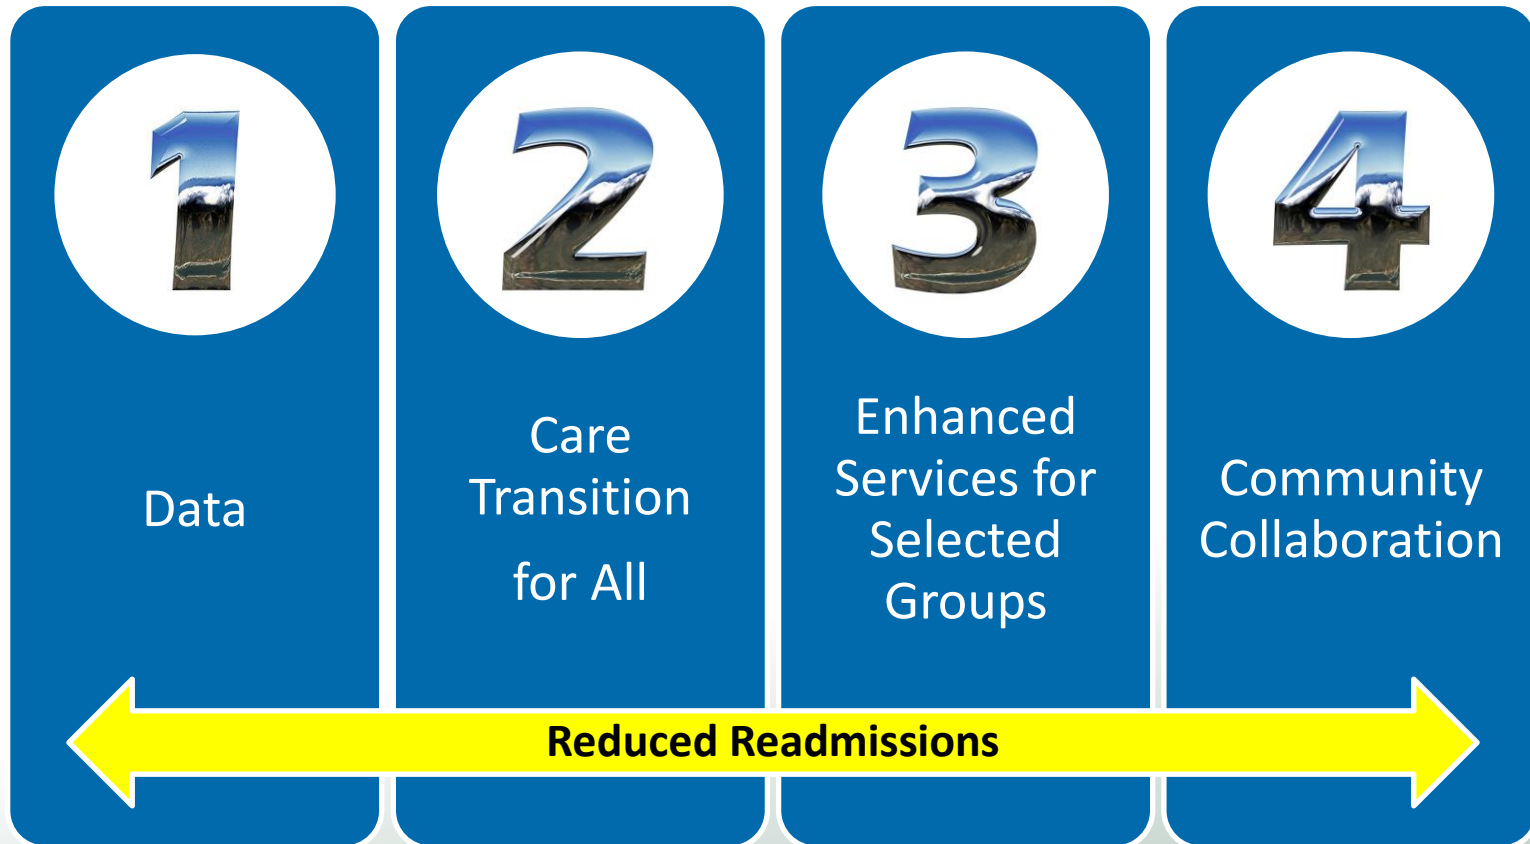 1
Data
2
Care
Transition
for All
3
Enhanced
Services for
Selected
Groups
4
Community
Collaboration
Reduced Readmissions